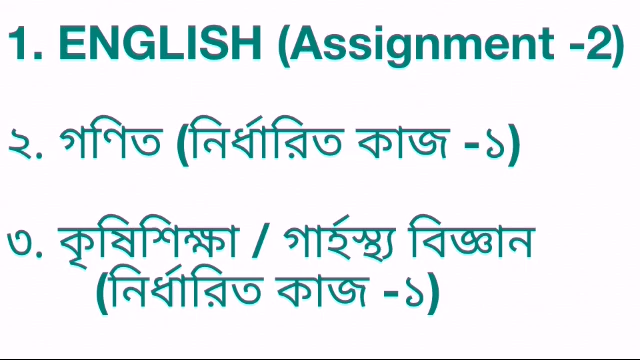 1. ENGLISH (Assignment -2)
২. গণিত (নির্ধারিত কাজ -১)
৩. কৃষিশিক্ষা / গার্হস্থ্য বিজ্ঞান
(নির্ধারিত কাজ -১)